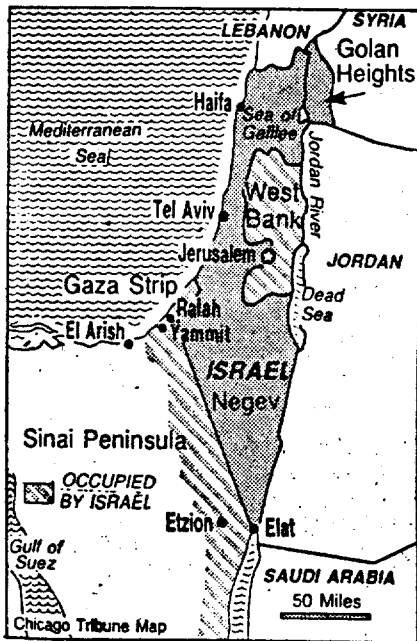 SYRIA
LEBANON
Golan
Heights
Haifa
Sea of
Galilee
Mediterranean
Sea
Jordan River
West
Bank
Tel Aviv
Jerusalem
JORDAN
Gaza Strip
Dead
Sea
Rafah
El Arish
Yammit
ISRAEL
Negev
Sinai Peninsula
OCCUPIED
BY ISRAEL
Etzion
Elat
Gulf of
Suez
SAUDI ARABIA
50 Miles
Chicago Tribune Map